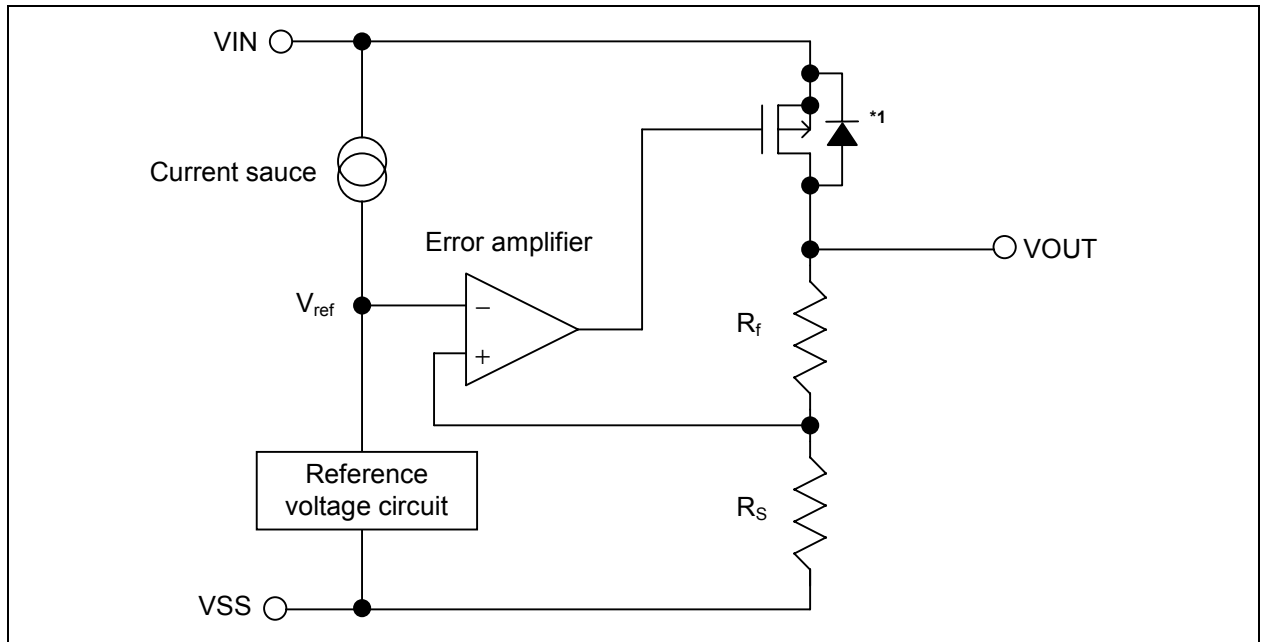 VIN
*1
Current sauce
Error amplifier
VOUT
Vref
−
+
Rf
Reference
voltage circuit
RS
VSS